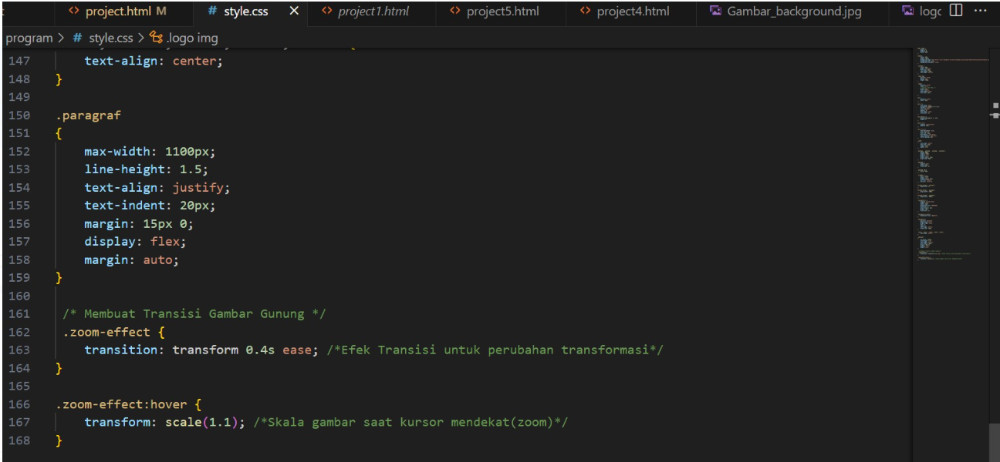 project.html M
style.css
project1.html
project5.html
project4.html
Gambar_background.jpg
program > # style.css > .logo img
147 text-align: center;
148 }
149
150 .paragraf
151 {
152 max-width: 1100px;
153 line-height: 1.5;
154 text-align: justify;
155 text-indent: 20px;
156 margin: 15px 0;
157 display: flex;
158 margin: auto;
159 }
160
161 /* Membuat Transisi Gambar Gunung */
162 .zoom-effect {
163 transition: transform 0.4s ease; /*Efek Transisi untuk perubahan transformasi*/
164 }
165
166 .zoom-effect:hover {
167 transform: scale(1.1); /*Skala gambar saat kursor mendekat(zoom)*/
168 }